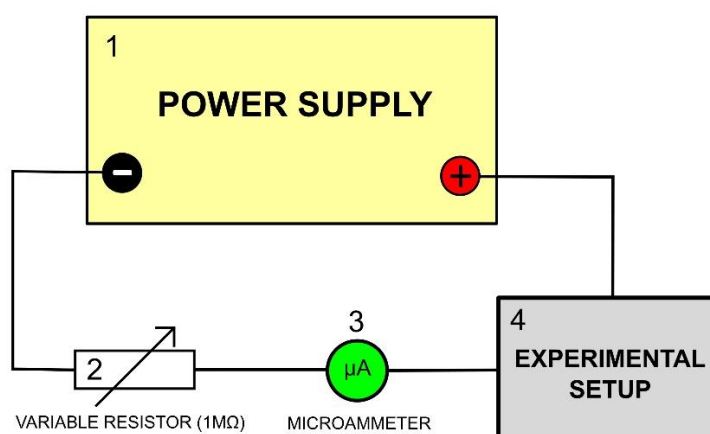 1
POWER SUPPLY
-
+
3
4
2
µA
EXPERIMENTAL
SETUP
VARIABLE RESISTOR (1MΩ)
MICROAMMETER